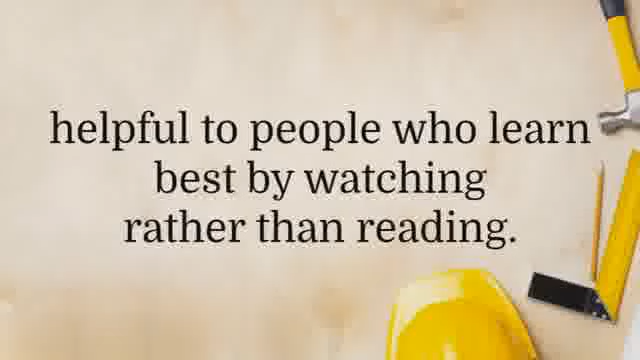 helpful to people who learn
best by watching
rather than reading.